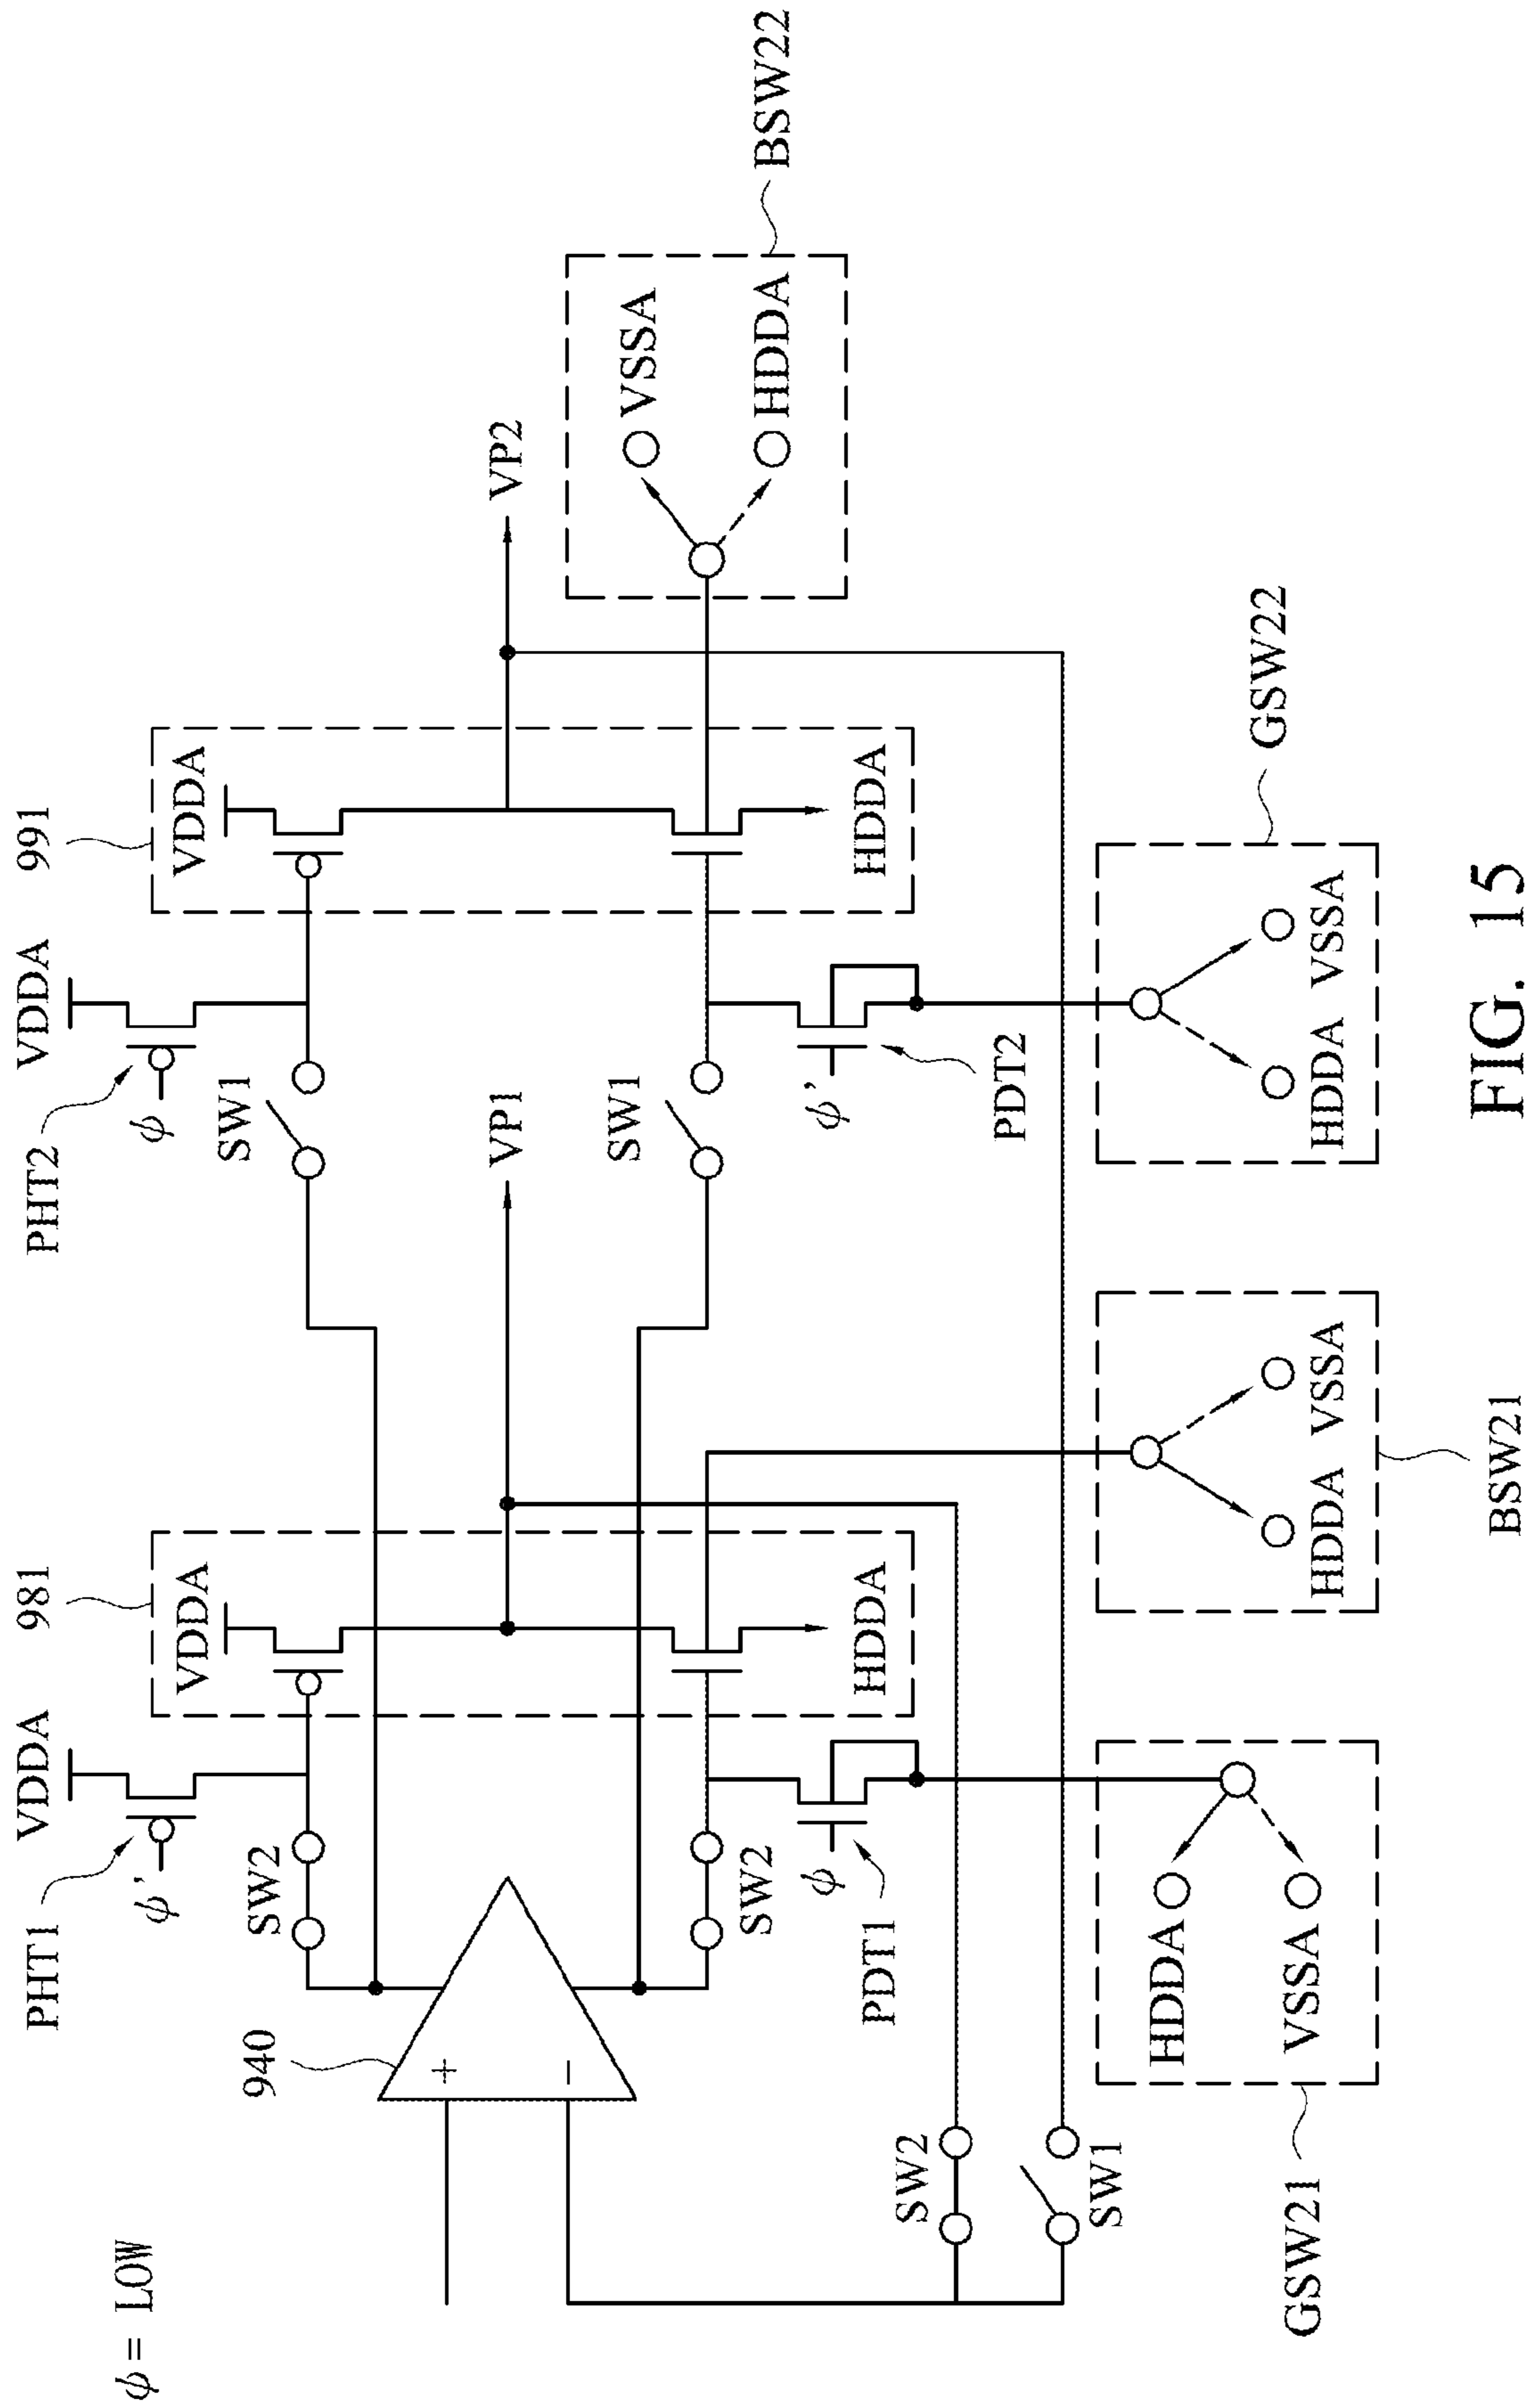 ϕ = LOW
940
PHT1
ϕ'
VDDA
981
VDDA
HDDA
SW2
SW2
ϕ
PDT1
VP1
PHT2
ϕ
VDDA
991
VDDA
HDDA
SW1
SW1
ϕ'
PDT2
VP2
VSSA
HDDA
BSW22
+
−
SW2
SW1
GSW21
HDDA
VSSA
HDDA VSSA
BSW21
HDDA VSSA
GSW22
FIG. 15